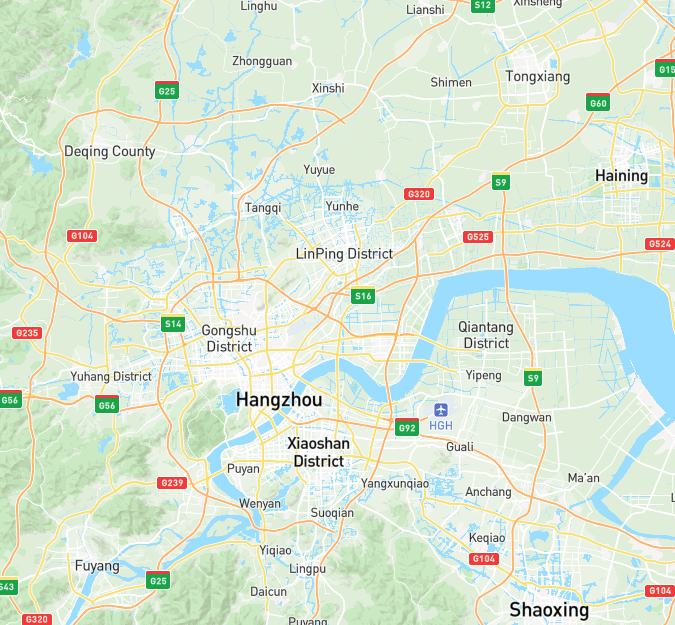 Linghu
Lianshi
S12
Xinsheng
Zhongguan
G15
Tongxiang
Shimen
Xinshi
G25
G60
Deqing County
Yuyue
Haining
S9
G320
Tangqi
Yunhe
G104
G525
G524
LinPing District
S16
S14
Gongshu
District
Qiantang
District
G235
Yuhang District
Yipeng
S9
G56
G56
Hangzhou
HGH
Dangwan
G92
Xiaoshan
District
Guali
Puyan
Yangxunqiao
Ma'an
G239
Anchang
Wenyan
Suoqian
Keqiao
Yiqiao
G104
Fuyang
Lingpu
G25
S43
Daicun
G104
Shaoxing
G320
Puyang